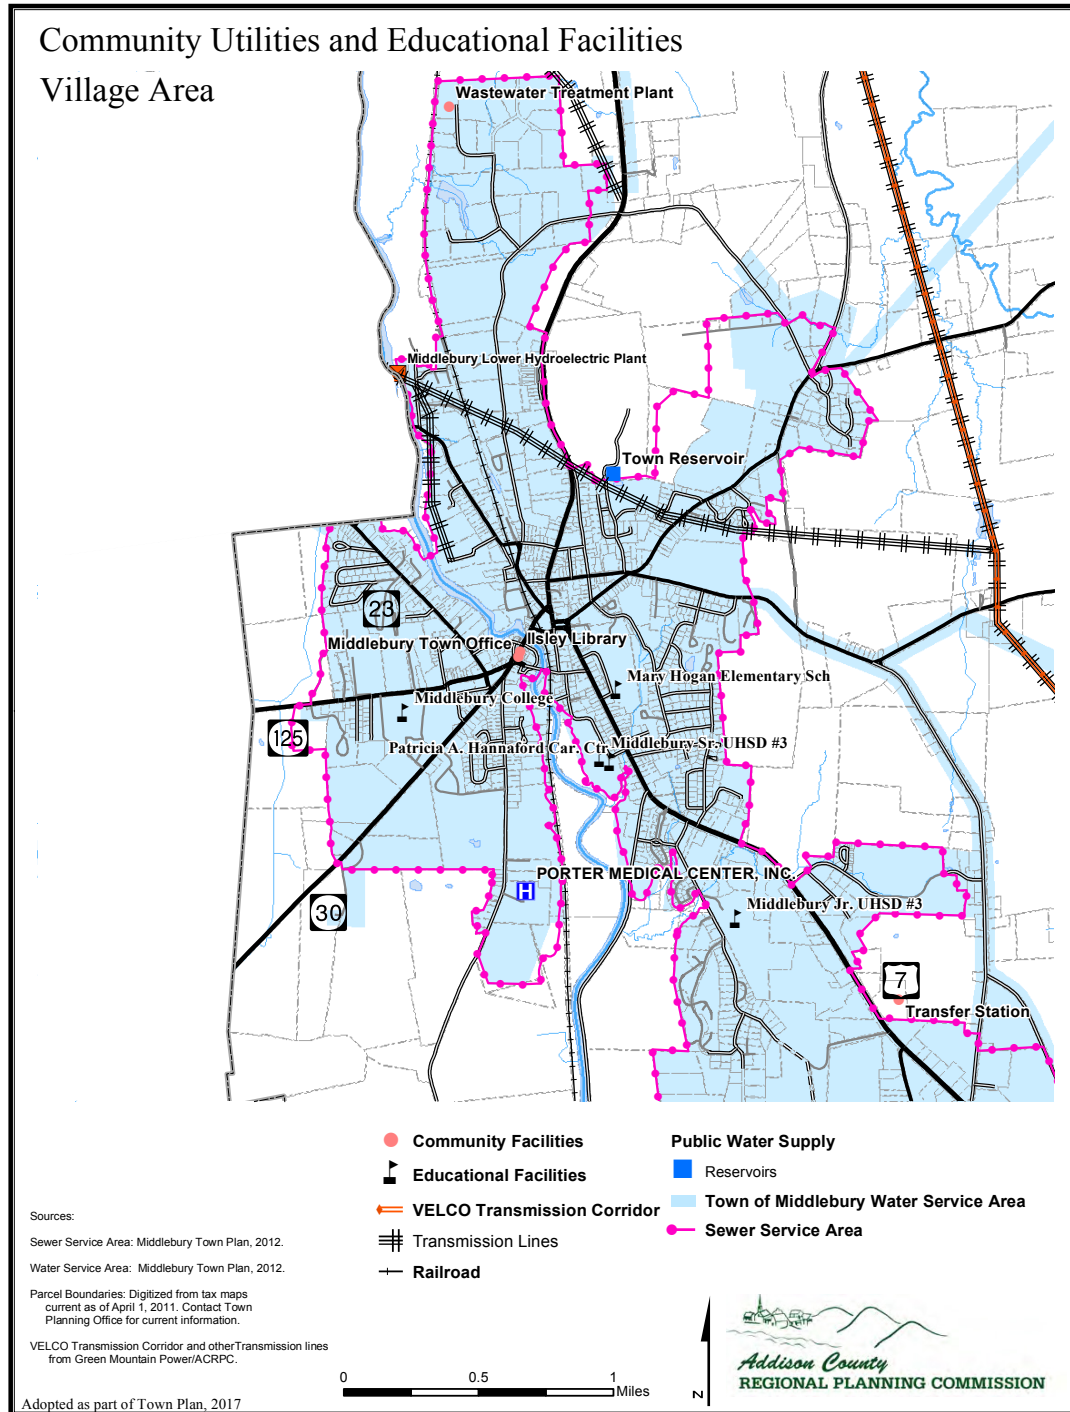 Community Utilities and Educational Facilities
Village Area
Wastewater Treatment Plant
Middlebury Lower Hydroelectric Plant
Town Reservoir
23
Middlebury Town Office
Ilsley Library
Mary Hogan Elementary Sch
Middlebury College
125
Patricia A. Hannaford Car. Ctr.
Middlebury Sr. UHSD #3
PORTER MEDICAL CENTER, INC.
H
Middlebury Jr. UHSD #3
30
7
Transfer Station
Community Facilities
Educational Facilities
VELCO Transmission Corridor
Transmission Lines
Railroad
Public Water Supply
Reservoirs
Town of Middlebury Water Service Area
Sewer Service Area
Sources:
Sewer Service Area: Middlebury Town Plan, 2012.
Water Service Area: Middlebury Town Plan, 2012.
Parcel Boundaries: Digitized from tax maps
current as of April 1, 2011. Contact Town
Planning Office for current information.
VELCO Transmission Corridor and otherTransmission lines
from Green Mountain Power/ACRPC.
Adopted as part of Town Plan, 2017
0 0.5 1
Miles
N
Addison County
REGIONAL PLANNING COMMISSION